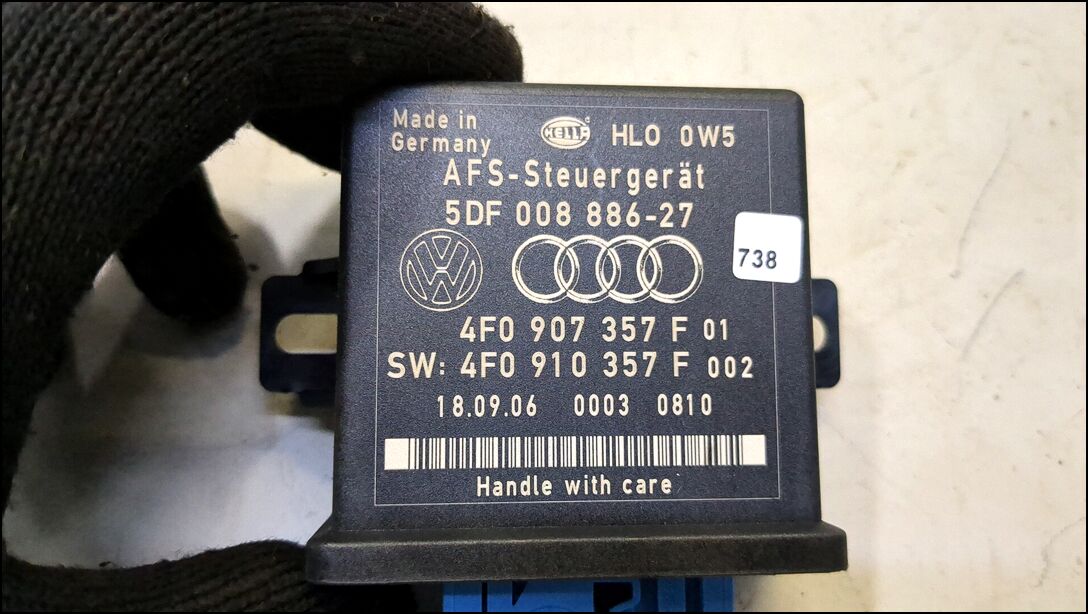 Made in
Germany
HELLA HLO 0W5
AFS-Steuergerät
5DF 008 886-27
738
4F0 907 357 F 01
SW: 4F0 910 357 F 002
18.09.06 0003 0810
Handle with care